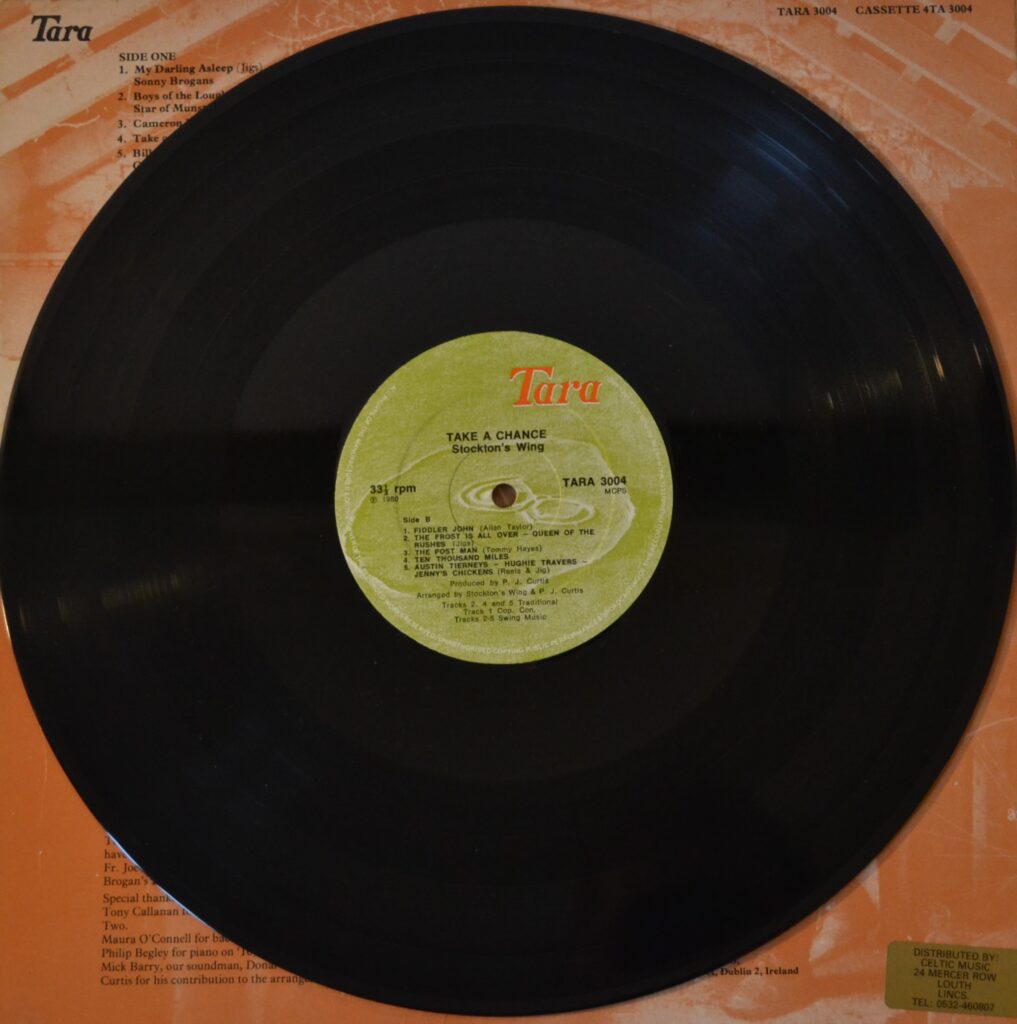 Tara
TARA 3004 CASSETTE 4TA 3004
SIDE ONE
1. My Darling Asleep (Jigs)
Sonny Brogans
2. Boys of the Lough
Star of
3. Cameron
4. Take
5.
Tara
TAKE A CHANCE
Stockton's Wing
33⅓ rpm
℗ 1980
TARA 3004
MCPS
Side B
1. FIDDLER JOHN (Allan Taylor)
2. THE FROST IS ALL OVER – QUEEN OF THE
RUSHES (Jigs)
3. THE POST MAN (Tommy Hayes)
4. TEN THOUSAND MILES
5. AUSTIN TIERNEYS – HUGHIE TRAVERS –
JENNY'S CHICKENS (Reels & Jig)
Produced by P. J. Curtis
Arranged by Stockton's Wing & P. J. Curtis
Tracks 2, 4 and 5 Traditional
Track 1 Cop. Con.
Tracks 2-5 Swing Music
have
Fr. Joe
Brogan's
Special thanks
Tony Callanan
Two.
Maura O'Connell for
Philip Begley for piano on
Mick Barry, our soundman,
Curtis for his contribution to the
, Dublin 2, Ireland
DISTRIBUTED BY:
CELTIC MUSIC
24 MERCER ROW
LOUTH
LINCS.
TEL: 0532-460807